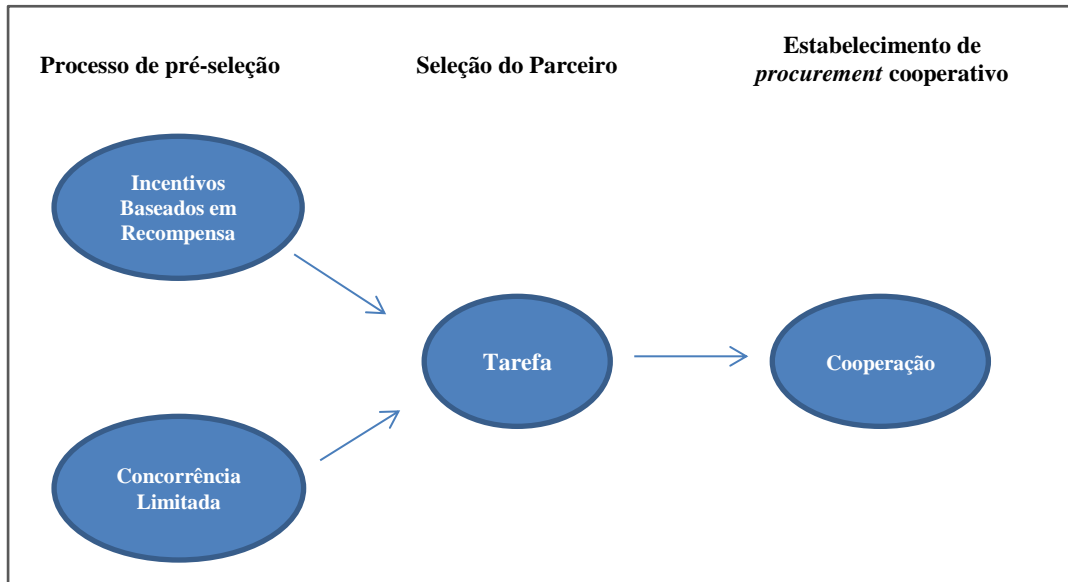 Processo de pré-seleção
Seleção do Parceiro
Estabelecimento de
procurement cooperativo
Incentivos
Baseados em
Recompensa
Concorrência
Limitada
Tarefa
Cooperação